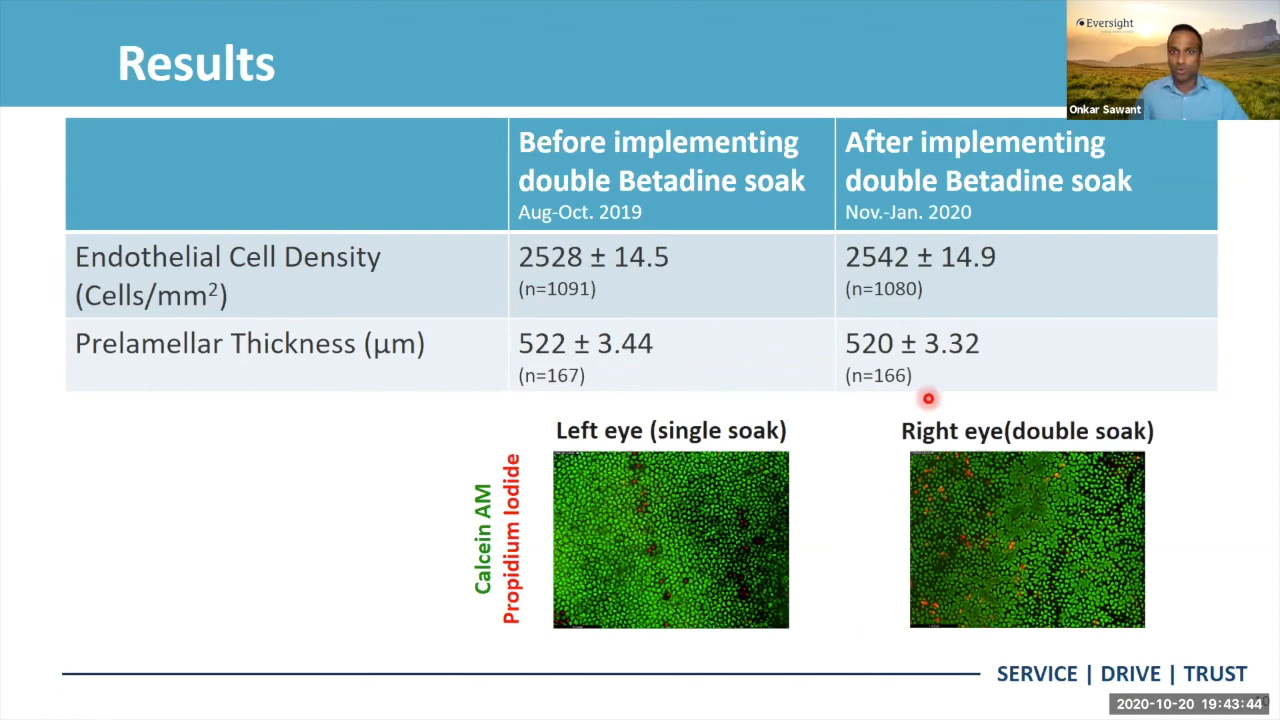 Results
Eversight
Onkar Sawant
Before implementing
double Betadine soak
Aug-Oct. 2019
After implementing
double Betadine soak
Nov.-Jan. 2020
Endothelial Cell Density
(Cells/mm²)
2528 ± 14.5
(n=1091)
2542 ± 14.9
(n=1080)
Prelamellar Thickness (µm)
522 ± 3.44
(n=167)
520 ± 3.32
(n=166)
Left eye (single soak)
Right eye(double soak)
Calcein AM
Propidium Iodide
SERVICE | DRIVE | TRUST
2020-10-20 19:43:44